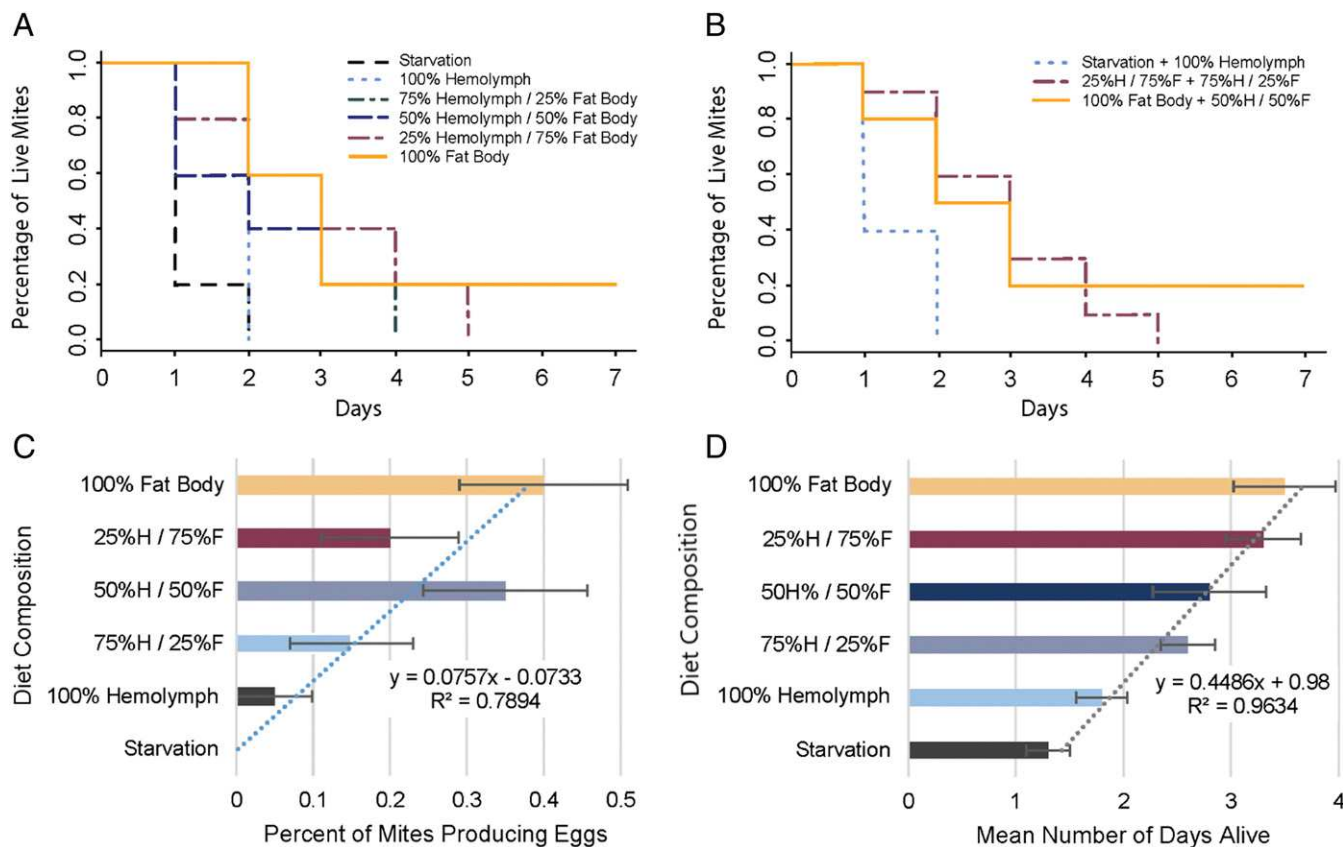 A
Percentage of Live Mites
1.0
0.8
0.6
0.4
0.2
0.0
0 1 2 3 4 5 6 7
Days
Starvation
100% Hemolymph
75% Hemolymph / 25% Fat Body
50% Hemolymph / 50% Fat Body
25% Hemolymph / 75% Fat Body
100% Fat Body
B
Percentage of Live Mites
1.0
0.8
0.6
0.4
0.2
0.0
0 1 2 3 4 5 6 7
Days
Starvation + 100% Hemolymph
25%H / 75%F + 75%H / 25%F
100% Fat Body + 50%H / 50%F
C
Diet Composition
100% Fat Body
25%H / 75%F
50%H / 50%F
75%H / 25%F
100% Hemolymph
Starvation
y = 0.0757x - 0.0733
R² = 0.7894
0 0.1 0.2 0.3 0.4 0.5
Percent of Mites Producing Eggs
D
Diet Composition
100% Fat Body
25%H / 75%F
50H% / 50%F
75%H / 25%F
100% Hemolymph
Starvation
y = 0.4486x + 0.98
R² = 0.9634
0 1 2 3 4
Mean Number of Days Alive